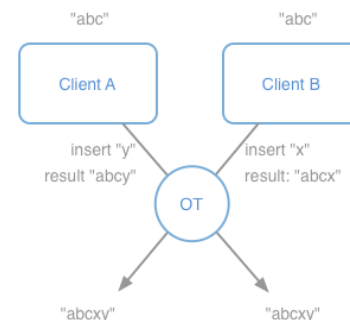 "abc"
"abc"
Client A
Client B
insert "y"
result "abcy"
insert "x"
result: "abcx"
OT
"abcxy"
"abcxy"